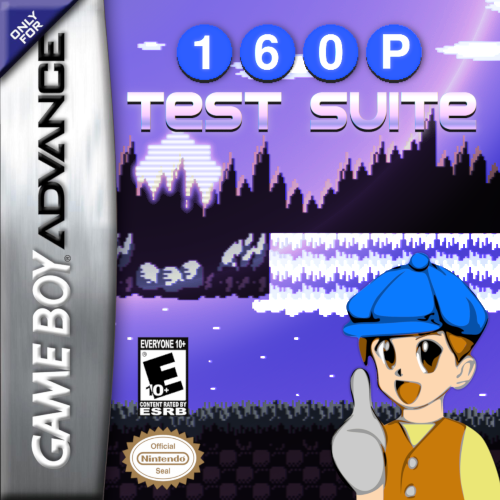 ONLY
FOR
GAME BOY ADVANCE
160P
TEST SUITE
EVERYONE 10+
E
10+
CONTENT RATED BY
ESRB
Official
Nintendo
Seal